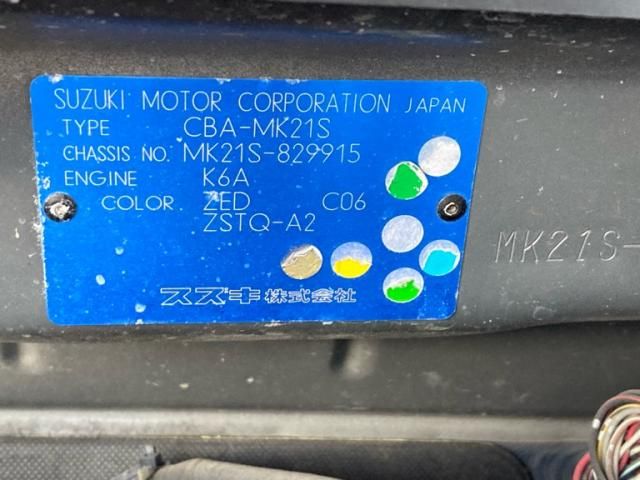 SUZUKI MOTOR CORPORATION JAPAN
TYPE CBA-MK21S
CHASSIS NO. MK21S-829915
ENGINE K6A
COLOR ZED C06
ZSTQ-A2
スズキ株式会社
MK21S-